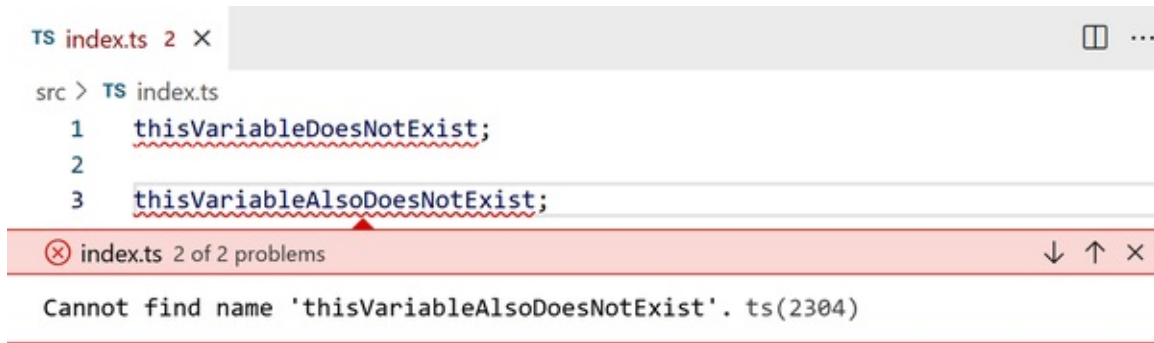 TS index.ts 2 ×
...
src > TS index.ts
1 thisVariableDoesNotExist;
2
3 thisVariableAlsoDoesNotExist;
index.ts 2 of 2 problems
Cannot find name 'thisVariableAlsoDoesNotExist'. ts(2304)